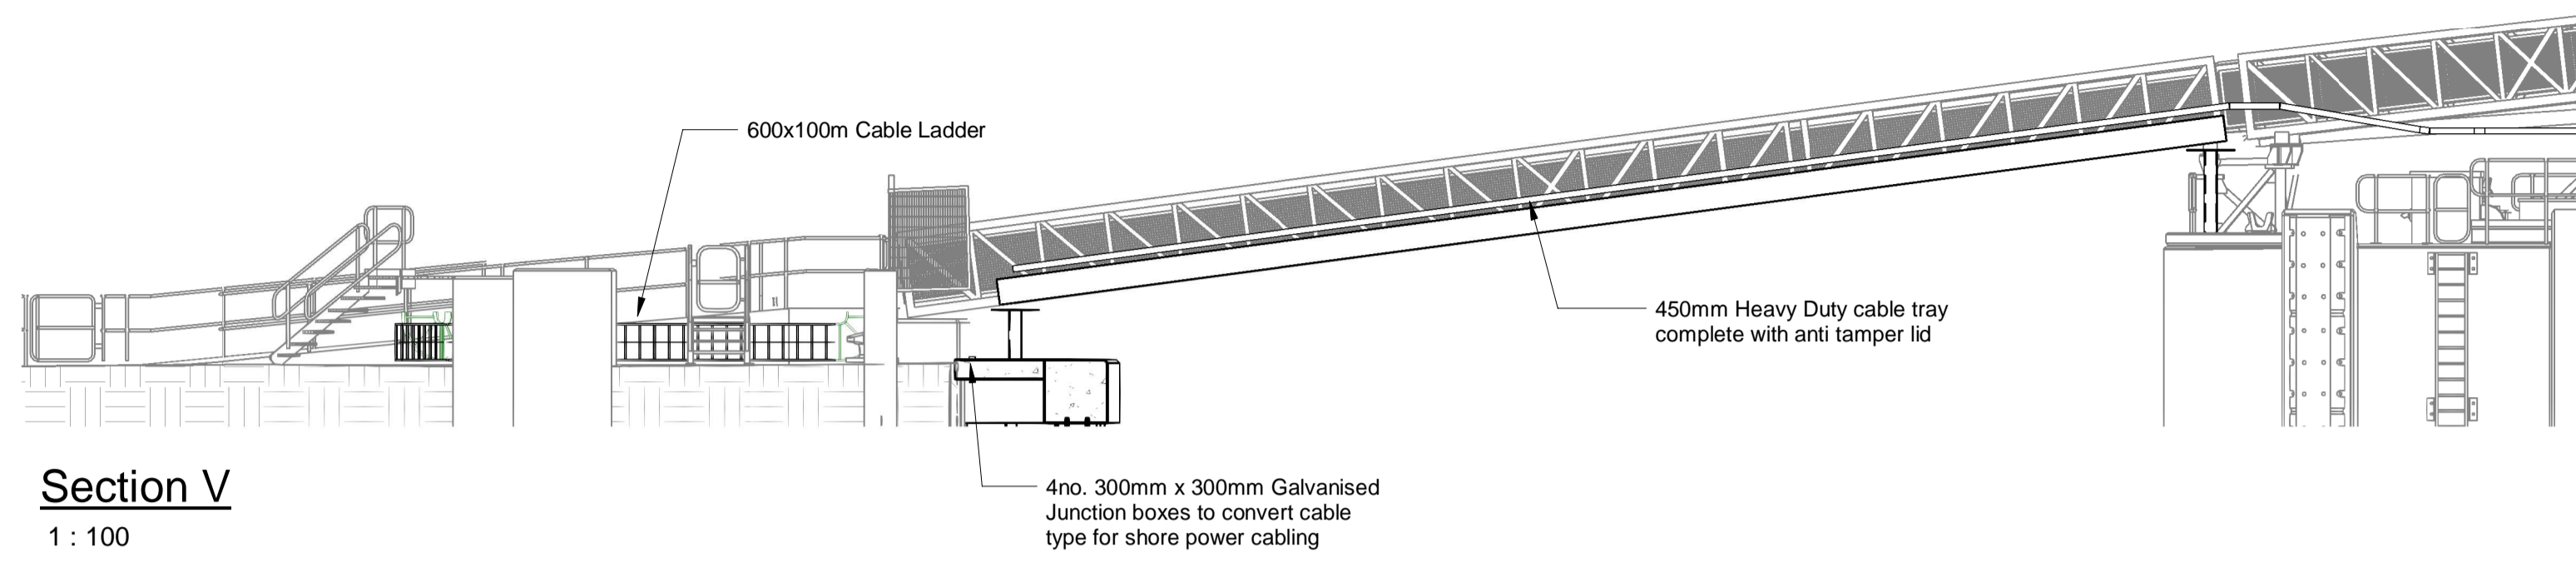 600x100m Cable Ladder
450mm Heavy Duty cable tray
complete with anti tamper lid
4no. 300mm x 300mm Galvanised
Junction boxes to convert cable
type for shore power cabling
Section V
1 : 100